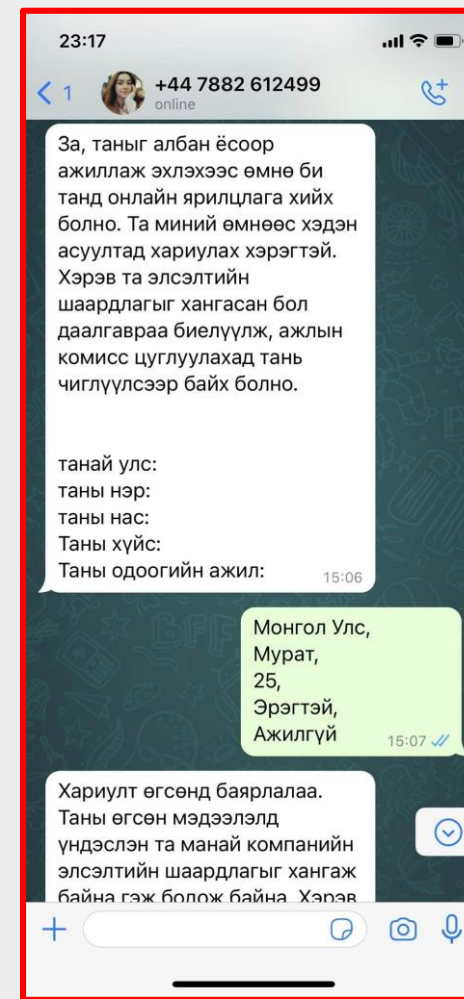 23:17
1
+44 7882 612499
online
За, таныг албан ёсоор
ажиллаж эхлэхээс өмнө би
танд онлайн ярилцлага хийх
болно. Та миний өмнөөс хэдэн
асуултад хариулах хэрэгтэй.
Хэрэв та элсэлтийн
шаардлагыг хангасан бол
даалгавраа биелүүлж, ажлын
комисс цуглуулахад тань
чиглүүлсээр байх болно.
танай улс:
таны нэр:
таны нас:
Таны хүйс:
Таны одоогийн ажил:
15:06
Монгол Улс,
Мурат,
25,
Эрэгтэй,
Ажилгүй
15:07
Хариулт өгсөнд баярлалаа.
Таны өгсөн мэдээлэлд
үндэслэн та манай компанийн
элсэлтийн шаардлагыг хангаж
байна гэж болож байна. Хэрэв